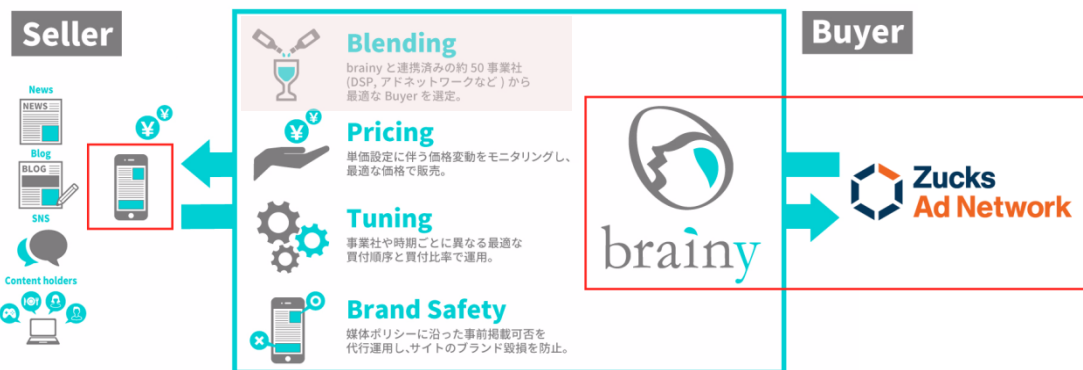 Seller
News
NEWS
Blog
BLOG
SNS
Content holders
¥
¥
Blending
brainy と連携済みの約 50 事業社
(DSP, アドネットワークなど ) から
最適な Buyer を選定。
¥
¥
Pricing
単価設定に伴う価格変動をモニタリングし、
最適な価格で販売。
Tuning
事業社や時期ごとに異なる最適な
買付順序と買付比率で運用。
Brand Safety
媒体ポリシーに沿った事前掲載可否を
代行運用し、サイトのブランド毀損を防止。
brainy
Buyer
Zucks
Ad Network